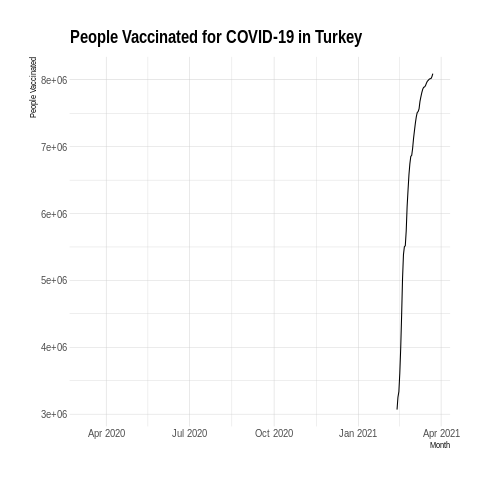 People Vaccinated for COVID-19 in Turkey
People Vaccinated
8e+06
7e+06
6e+06
5e+06
4e+06
3e+06
Apr 2020 Jul 2020 Oct 2020 Jan 2021 Apr 2021
Month